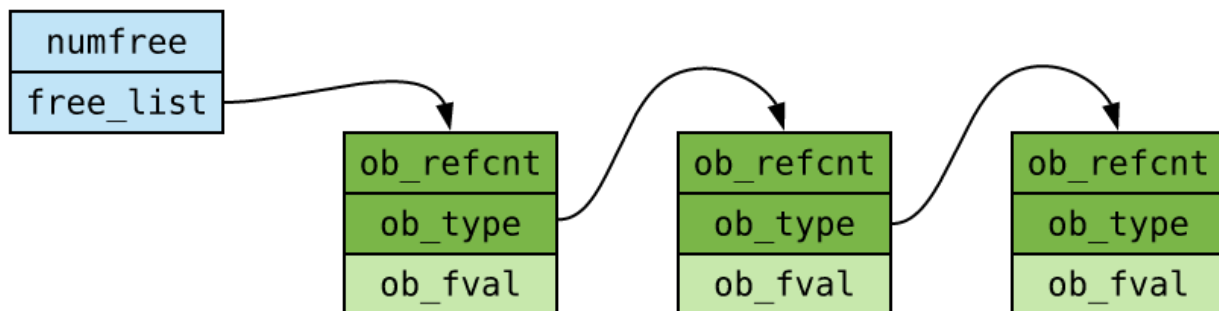 numfree
free_list
ob_refcnt ob_refcnt ob_refcnt
ob_type ob_type ob_type
ob_fval ob_fval ob_fval